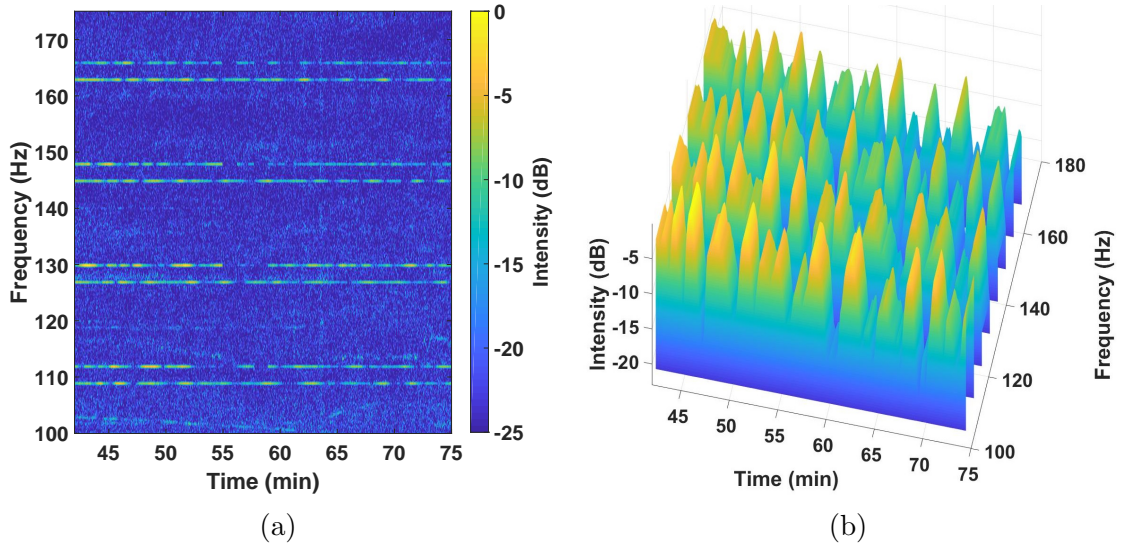 170
160
150
140
130
120
110
100
Frequency (Hz)
45 50 55 60 65 70 75
Time (min)
0
-5
-10
-15
-20
-25
Intensity (dB)
(a)
-5
-10
-15
-20
Intensity (dB)
45 50 55 60 65 70 75
Time (min)
180
160
140
120
100
Frequency (Hz)
(b)